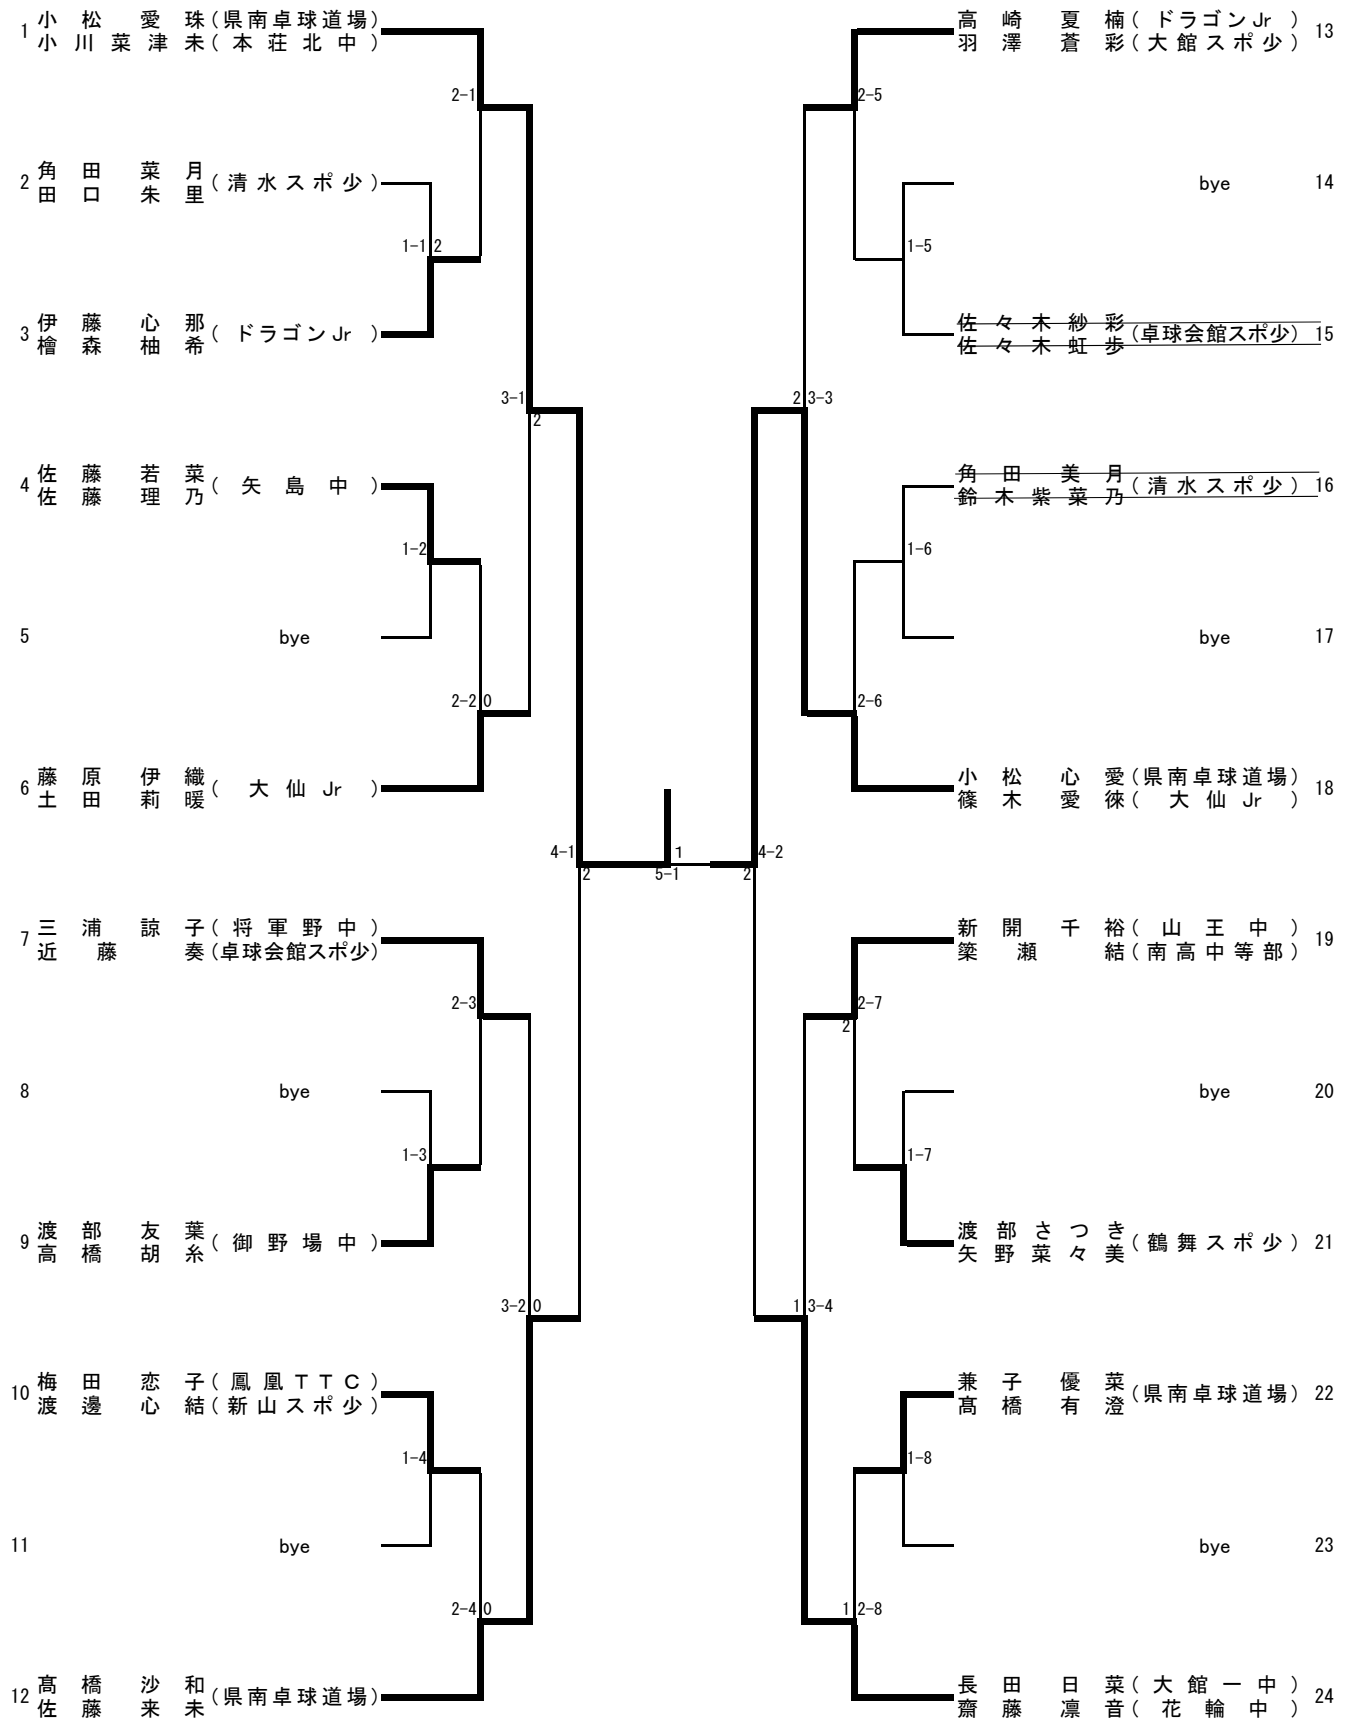 1 小松愛珠(県南卓球道場)
小川菜津未(本荘北中)
2-1
2 角田菜月(清水スポ少)
田口朱里
1-1 2
3 伊藤心那(ドラゴンJr)
檜森柚希
3-1
2
4 佐藤若菜(矢島中)
佐藤理乃
1-2
5 bye
2-2 0
6 藤原伊織(大仙Jr)
土田莉暖
4-1
2
7 三浦諒子(将軍野中)
近藤奏(卓球会館スポ少)
2-3
8 bye
1-3
9 渡部友葉(御野場中)
高橋胡糸
3-2 0
10 梅田恋子(鳳凰TTC)
渡邊心結(新山スポ少)
1-4
11 bye
2-4 0
12 髙橋沙和(県南卓球道場)
佐藤来未
1
5-1
高崎夏楠(ドラゴンJr) 13
羽澤蒼彩(大館スポ少)
2-5
bye 14
1-5
佐々木紗彩(卓球会館スポ少) 15
佐々木虹歩
2 3-3
角田美月(清水スポ少) 16
鈴木紫菜乃
1-6
bye 17
2-6
小松心愛(県南卓球道場) 18
篠木愛徠(大仙Jr)
4-2
2
新開千裕(山王中) 19
簗瀬結(南高中等部)
2-7
2
bye 20
1-7
渡部さつき(鶴舞スポ少) 21
矢野菜々美
1 3-4
兼子優菜(県南卓球道場) 22
髙橋有澄
1-8
bye 23
1 2-8
長田日菜(大館一中) 24
齋藤凛音(花輪中)